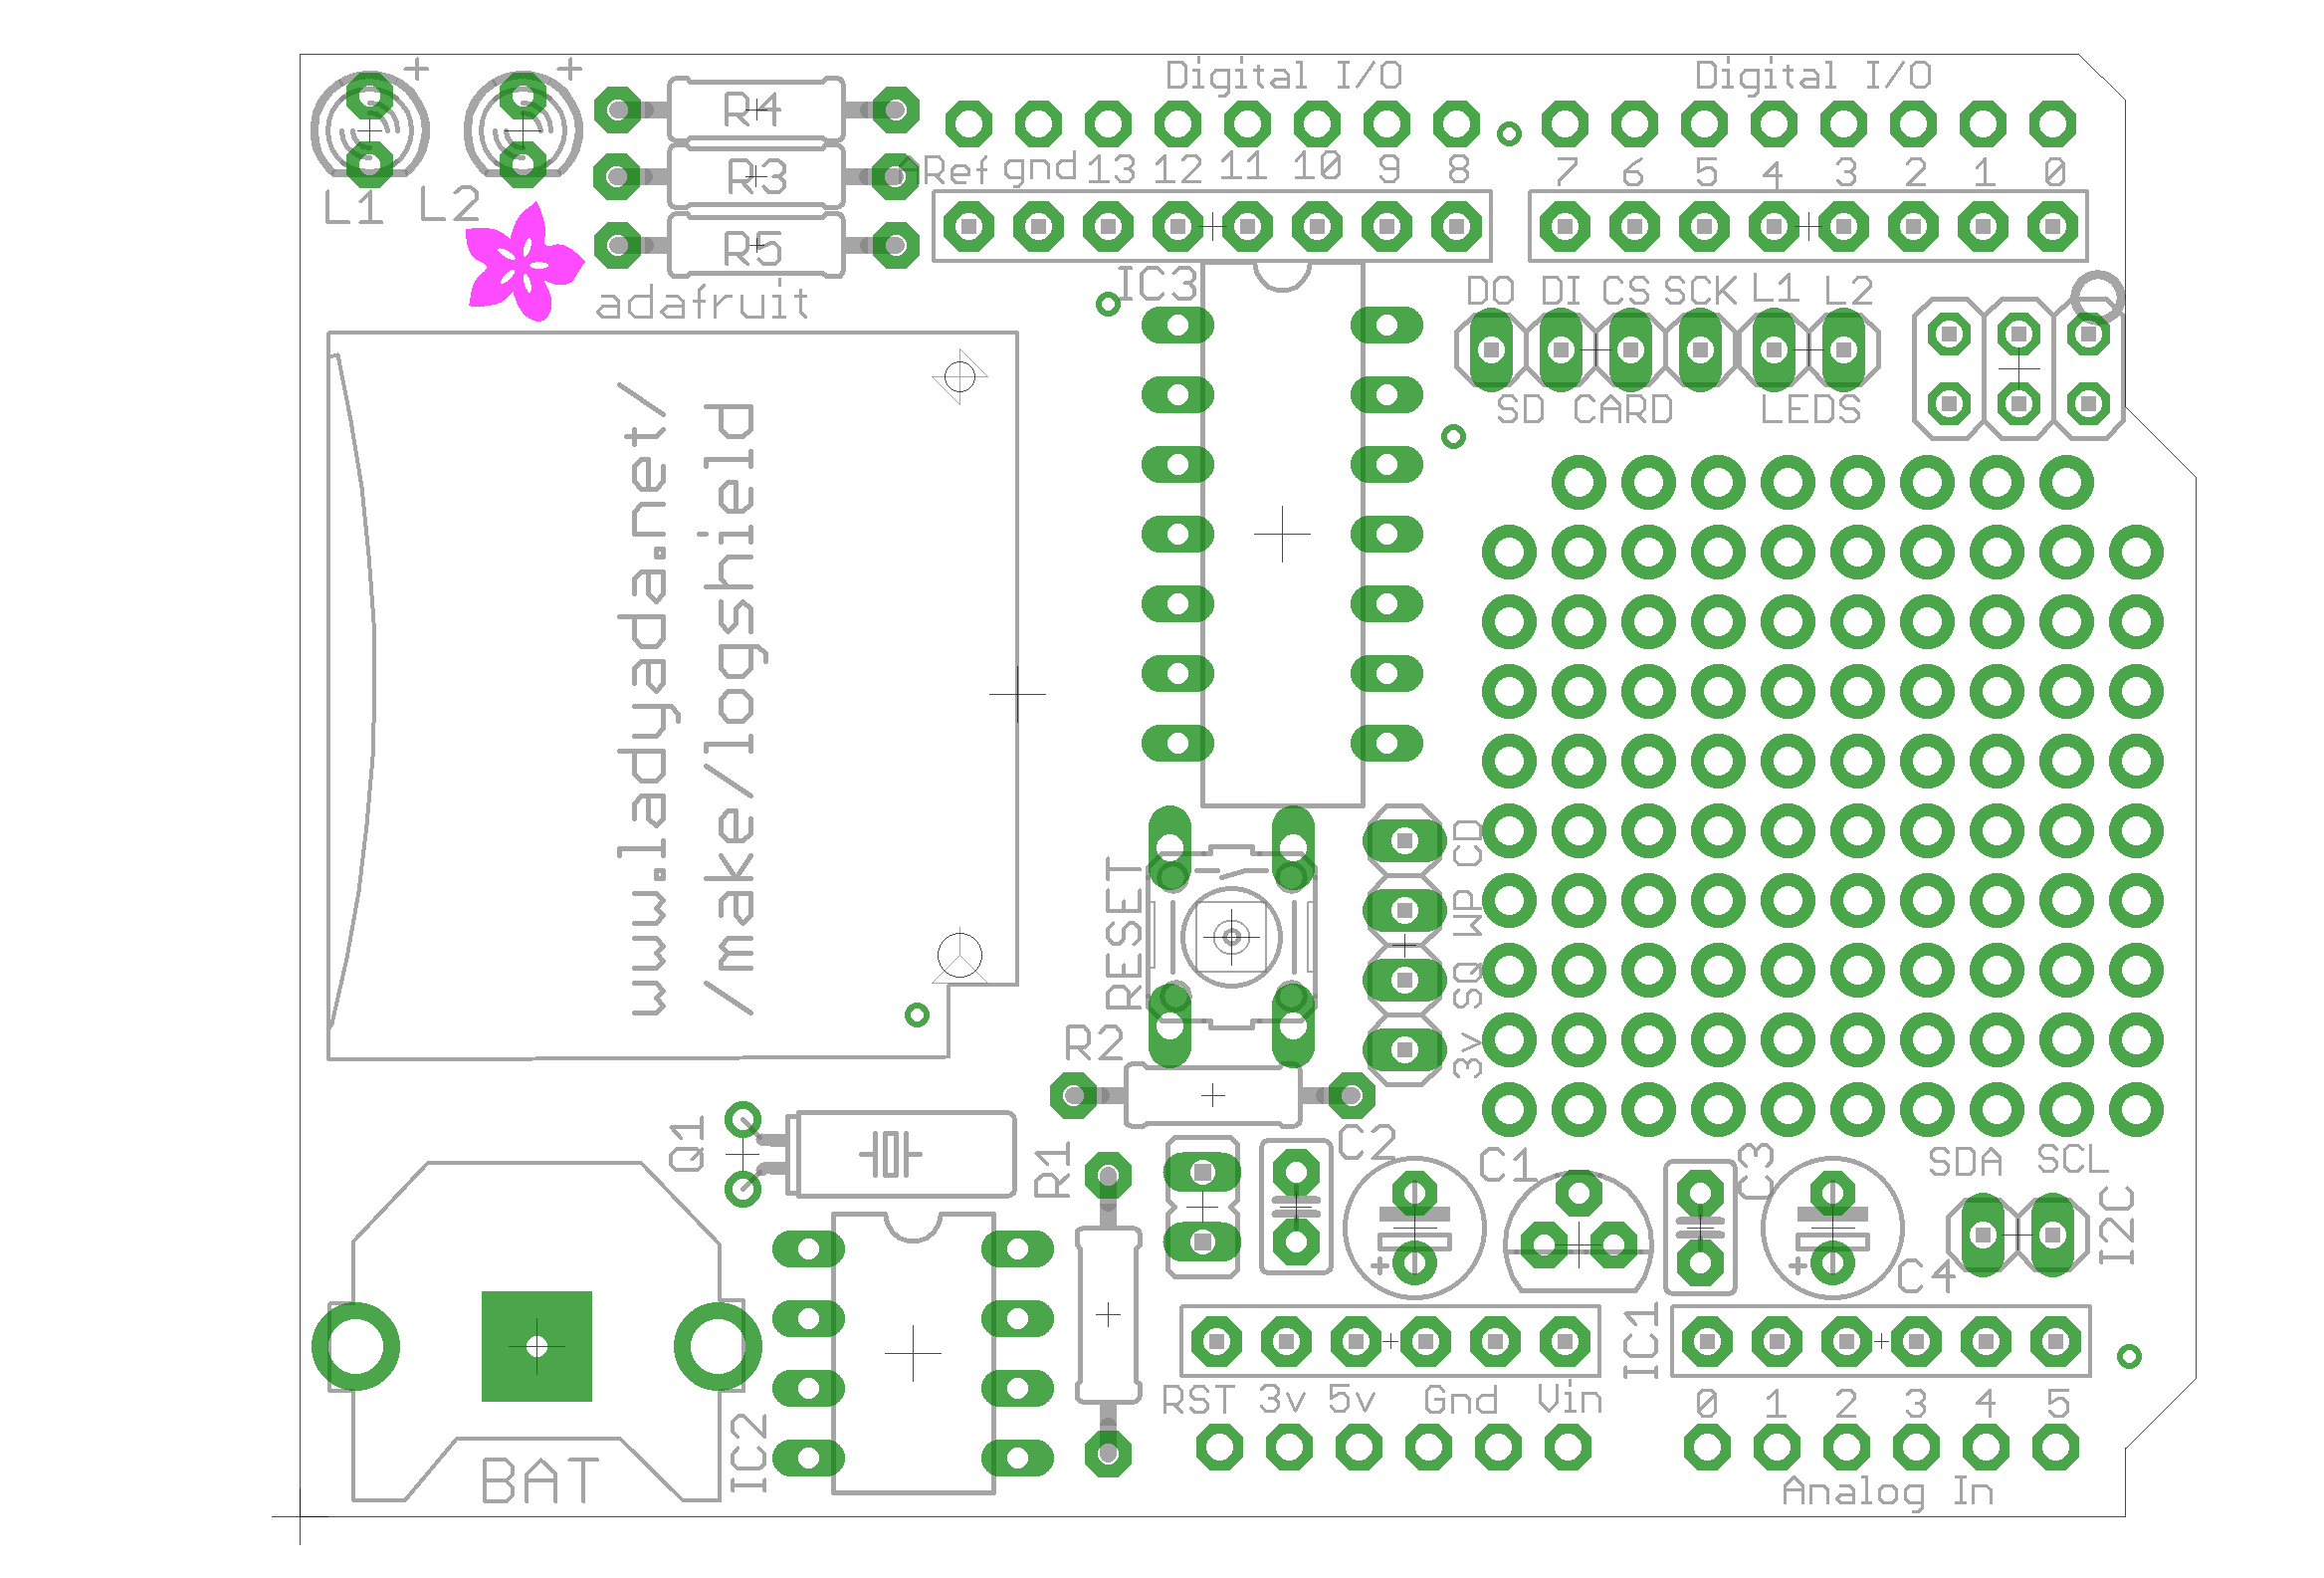 Digital I/O
Digital I/O
L1
L2
R4
R3
R5
ARef gnd 13 12 11 10 9 8
7 6 5 4 3 2 1 0
adafruit
IC3
DO DI CS SCK L1 L2
SD CARD
LEDS
www.ladyada.net/
/make/logshield
RESET
CD
WP
SQ
3v
R2
Q1
R1
C2
C1
C3
SDA
SCL
I2C
C4
IC1
BAT
IC2
RST 3v 5v Gnd Vin
0 1 2 3 4 5
Analog In